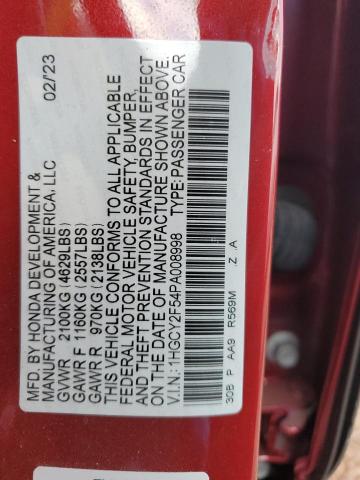 MFD. BY HONDA DEVELOPMENT & 02/23
MANUFACTURING OF AMERICA, LLC
GVWR 2100KG (4629LBS)
GAWR F 1160KG (2557LBS)
GAWR R 970KG (2138LBS)
THIS VEHICLE CONFORMS TO ALL APPLICABLE
FEDERAL MOTOR VEHICLE SAFETY, BUMPER,
AND THEFT PREVENTION STANDARDS IN EFFECT
ON THE DATE OF MANUFACTURE SHOWN ABOVE.
V.I.N.: 1HGCY2F54PA008998 TYPE: PASSENGER CAR
30B P AA9 R569M .Z .A